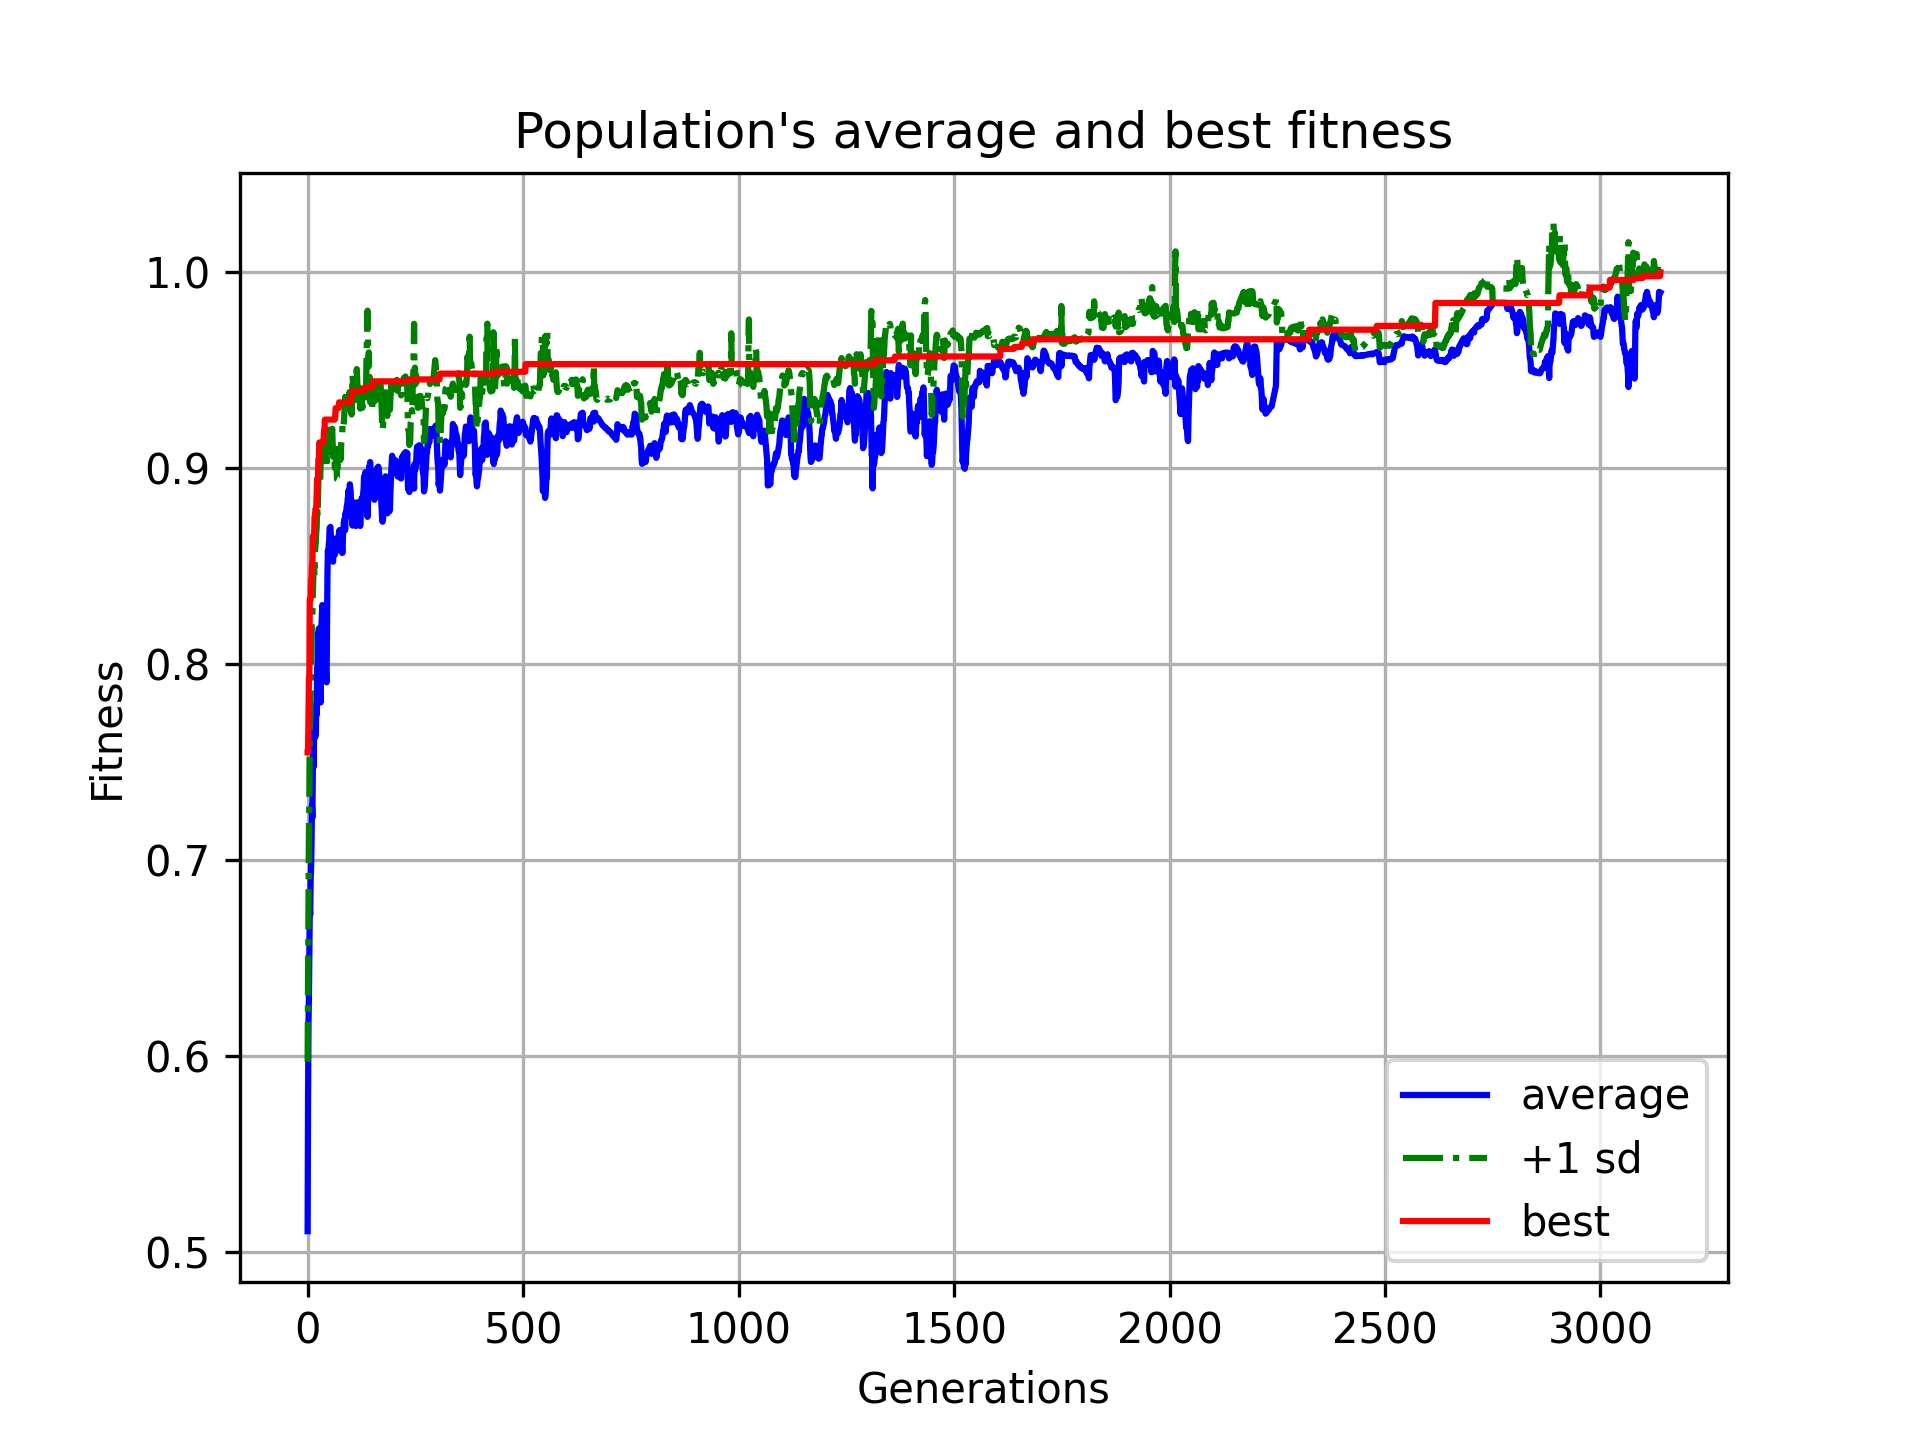 Population's average and best fitness
Fitness
1.0
0.9
0.8
0.7
0.6
0.5
0
500
1000
1500
2000
2500
3000
Generations
average
+1 sd
best